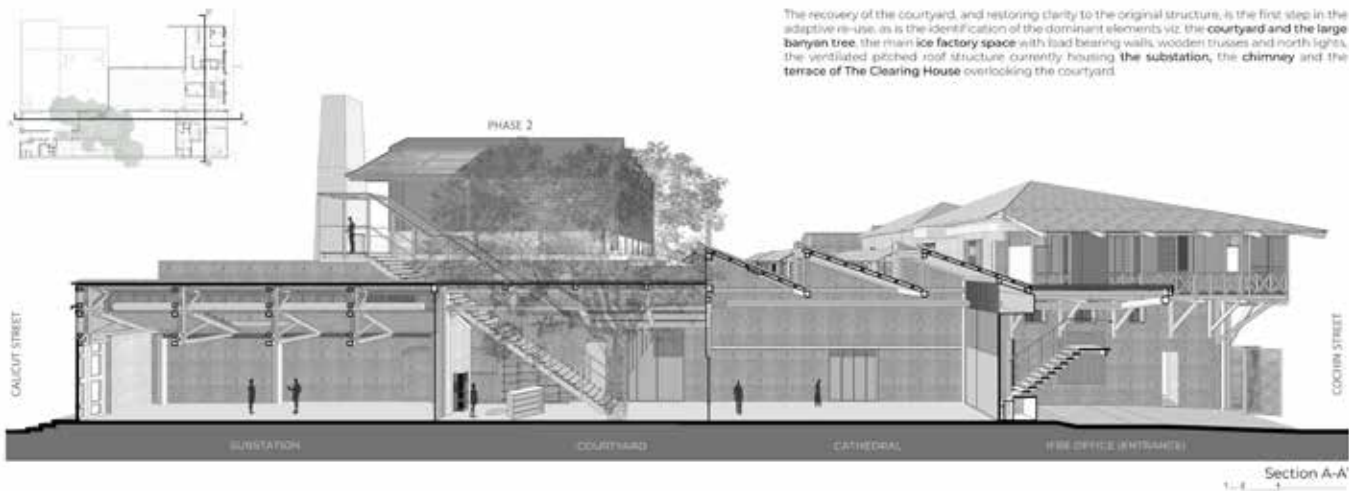 The recovery of the courtyard, and restoring clarity to the original structure, is the first step in the
adaptive re-use, as is the identification of the dominant elements viz. the courtyard and the large
banyan tree, the main ice factory space with load bearing walls, wooden trusses and north lights,
the ventilated pitched roof structure currently housing the substation, the chimney and the
terrace of The Clearing House overlooking the courtyard.
PHASE 2
CALICUT STREET
COCHIN STREET
SUBSTATION
COURTYARD
CATHEDRAL
IFBE OFFICE (ENTRANCE)
Section A-A'